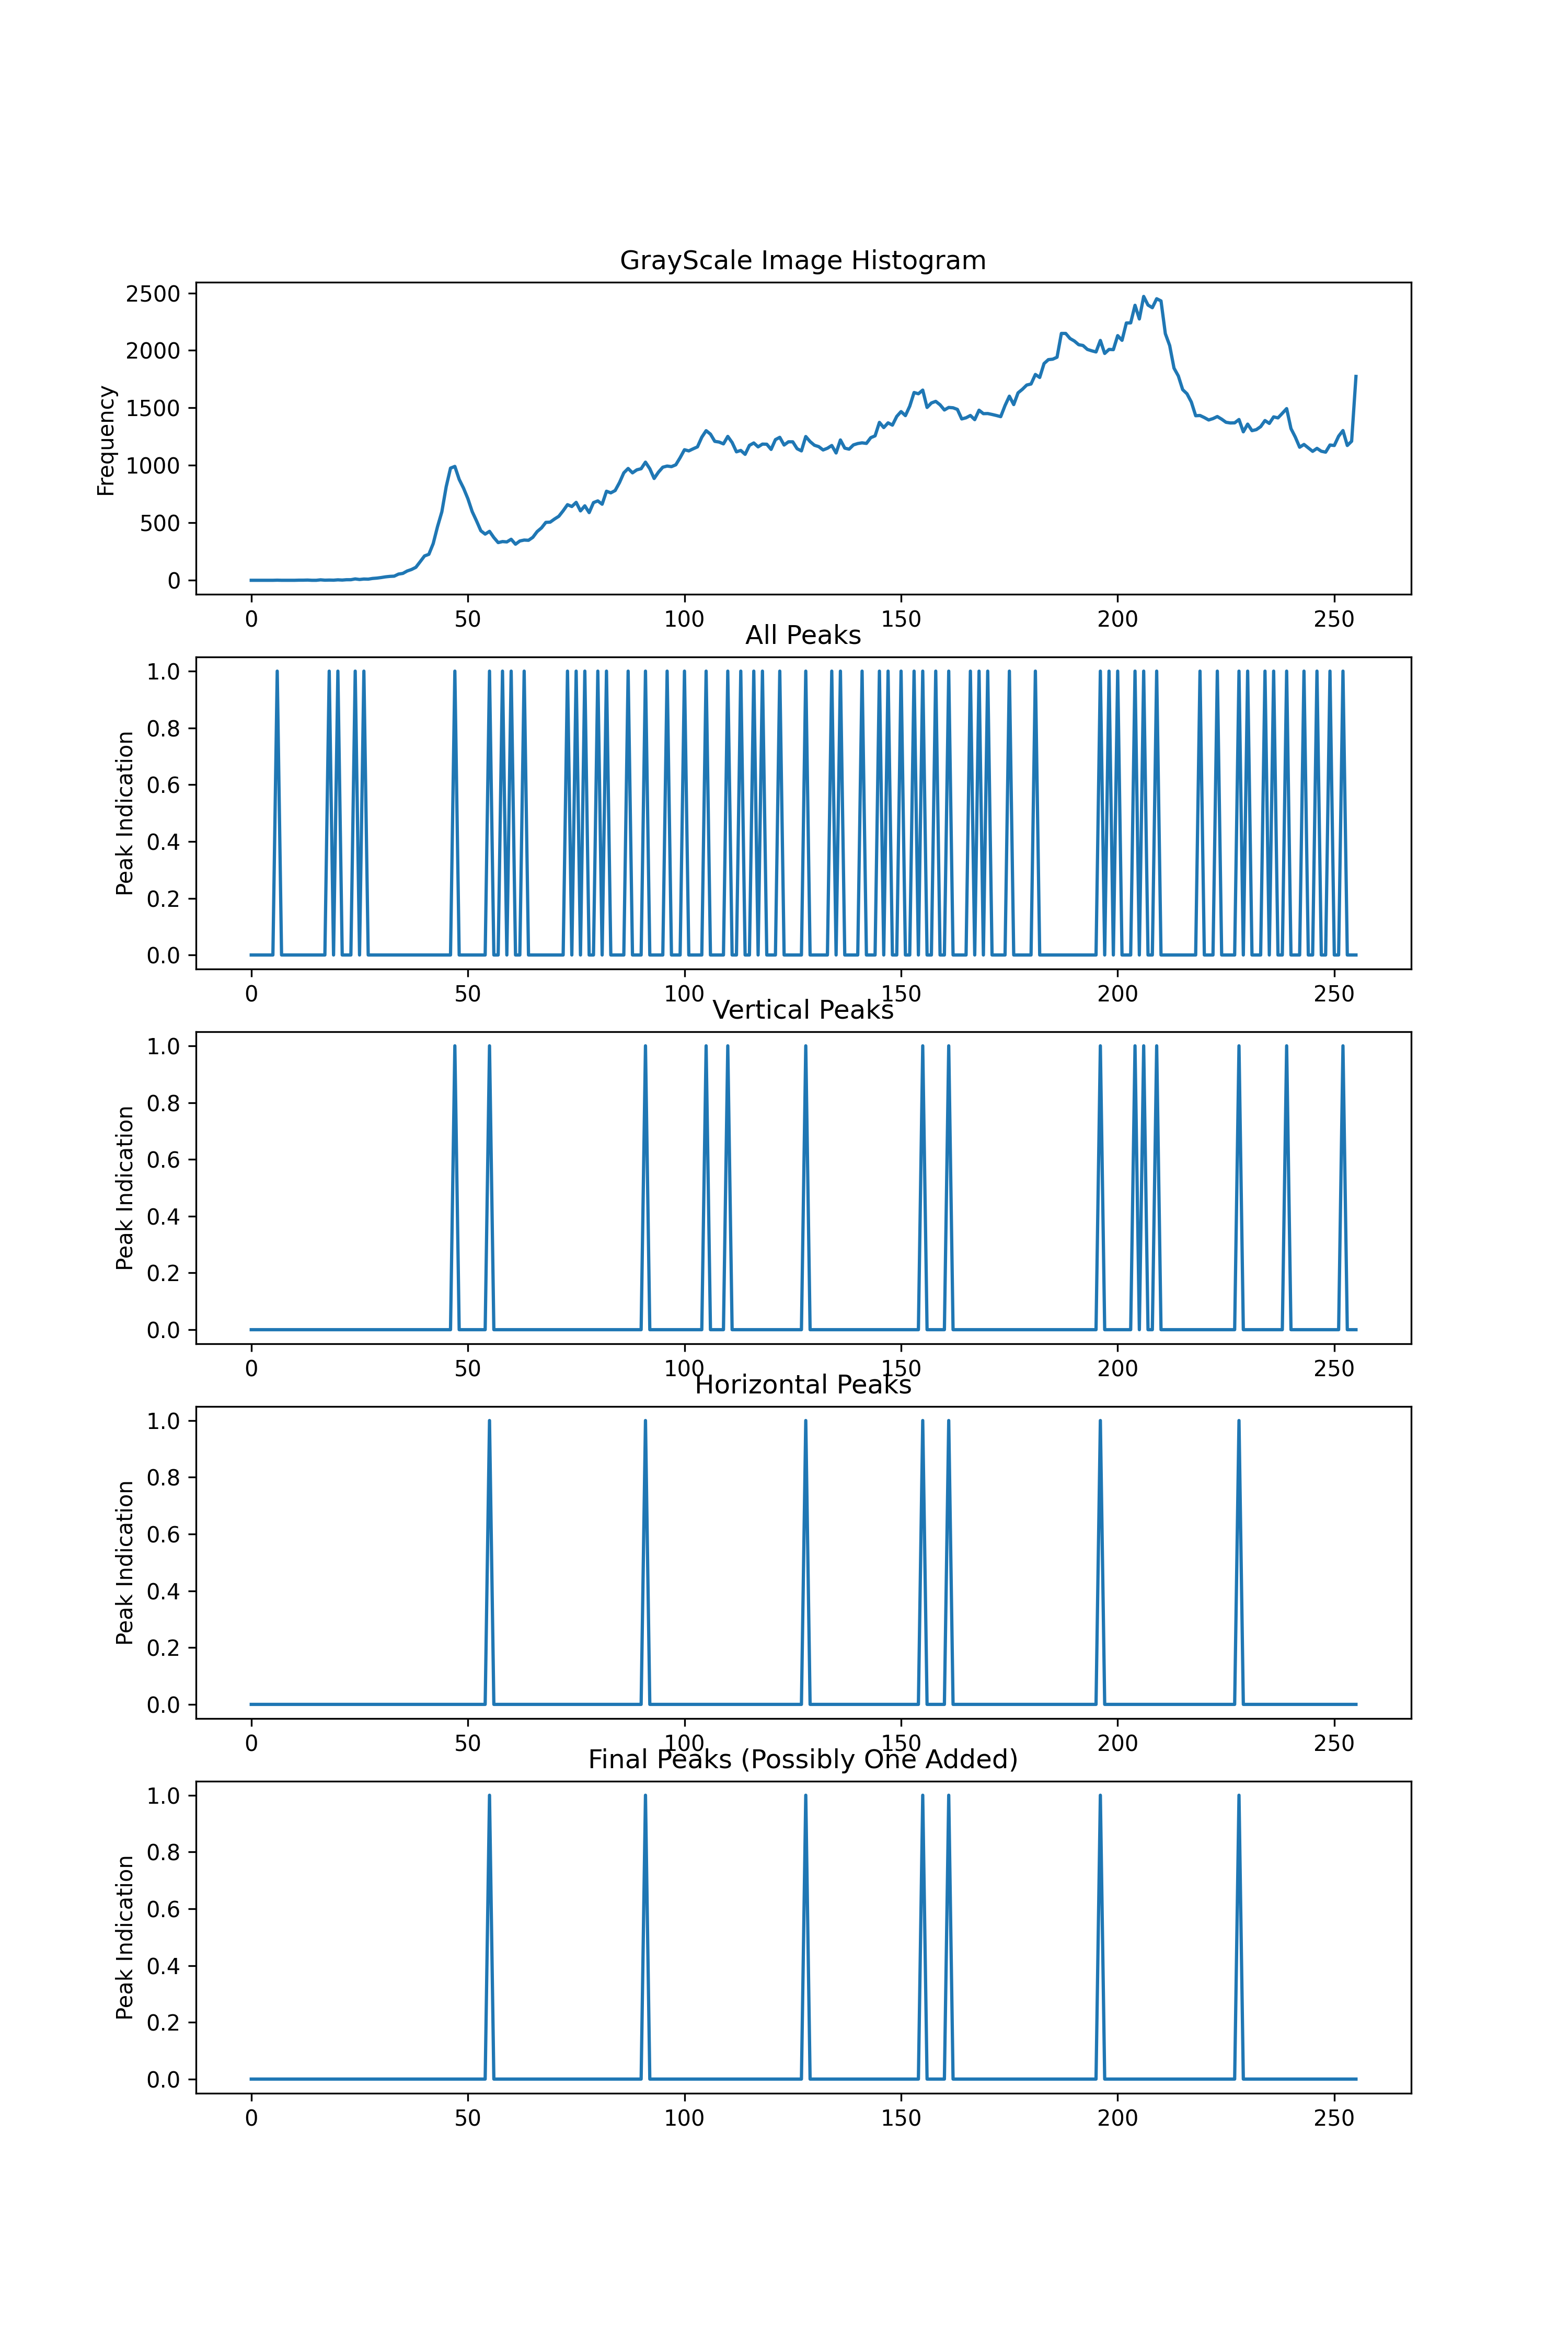 GrayScale Image Histogram
Frequency
2500
2000
1500
1000
500
0
0 50 100 150 200 250
All Peaks
Peak Indication
1.0
0.8
0.6
0.4
0.2
0.0
0 50 100 150 200 250
Vertical Peaks
Peak Indication
1.0
0.8
0.6
0.4
0.2
0.0
0 50 100 150 200 250
Horizontal Peaks
Peak Indication
1.0
0.8
0.6
0.4
0.2
0.0
0 50 100 150 200 250
Final Peaks (Possibly One Added)
Peak Indication
1.0
0.8
0.6
0.4
0.2
0.0
0 50 100 150 200 250